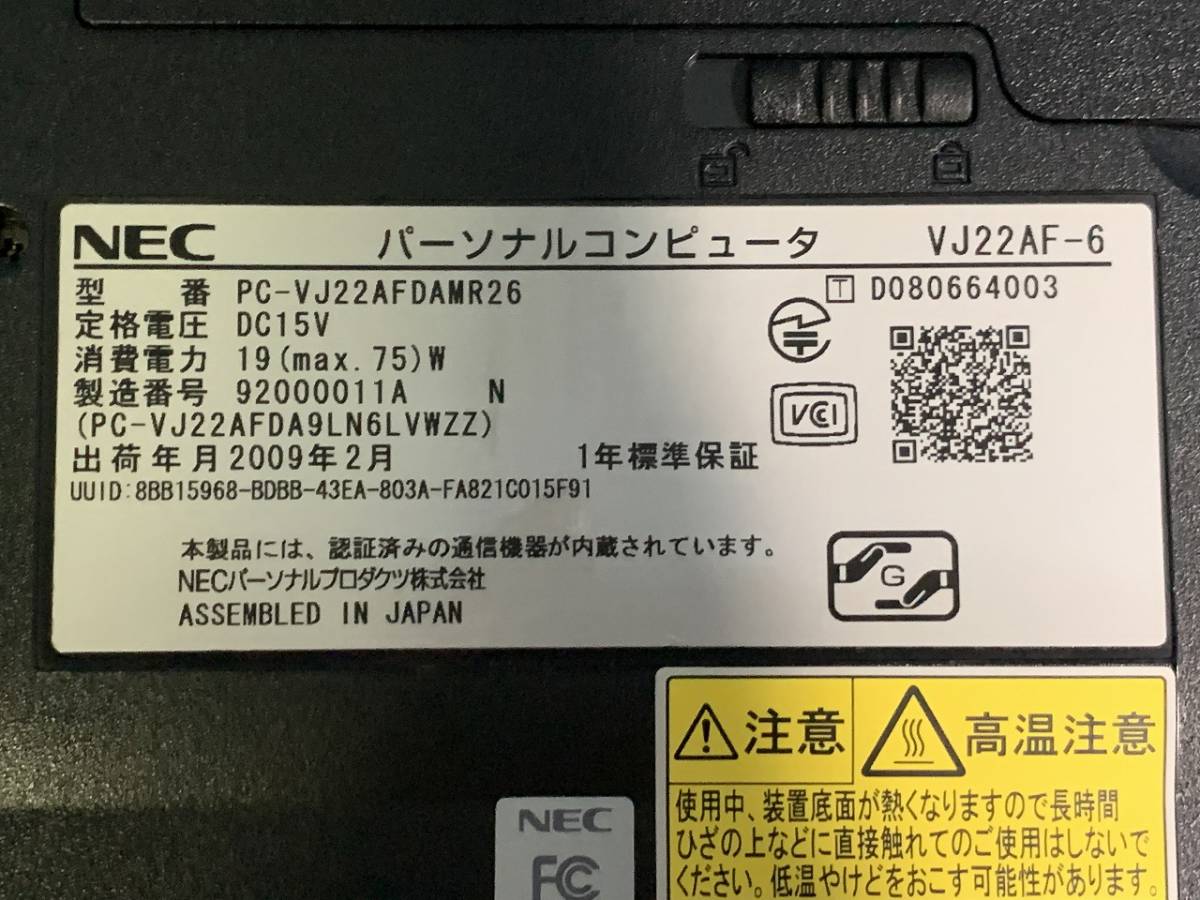 NEC パーソナルコンピュータ VJ22AF-6
型 番 PC-VJ22AFDAMR26
T D080664003
定格電圧 DC15V
消費電力 19(max.75)W
製造番号 92000011A N
(PC-VJ22AFDA9LN6LVWZZ)
VCI
出荷年月 2009年2月 1年標準保証
UUID:8BB15968-BDBB-43EA-803A-FA821C015F91
本製品には、認証済みの通信機器が内蔵されています。
NECパーソナルプロダクツ株式会社
ASSEMBLED IN JAPAN
G
注意 高温注意
使用中、装置底面が熱くなりますので長時間
ひざの上などに直接触れてのご使用はしないで
ください。低温やけどをおこす可能性があります。
NEC
FC